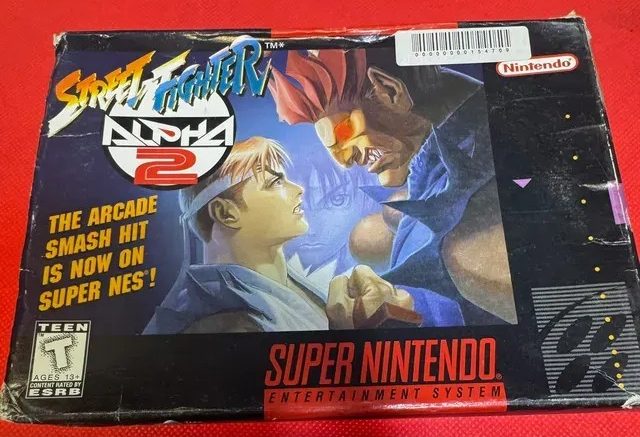 STREET FIGHTER™*
ALPHA
2
0000000154709
Nintendo®
THE ARCADE
SMASH HIT
IS NOW ON
SUPER NES®!
TEEN
T
AGES 13+
CONTENT RATED BY
ESRB
SUPER NINTENDO
ENTERTAINMENT SYSTEM